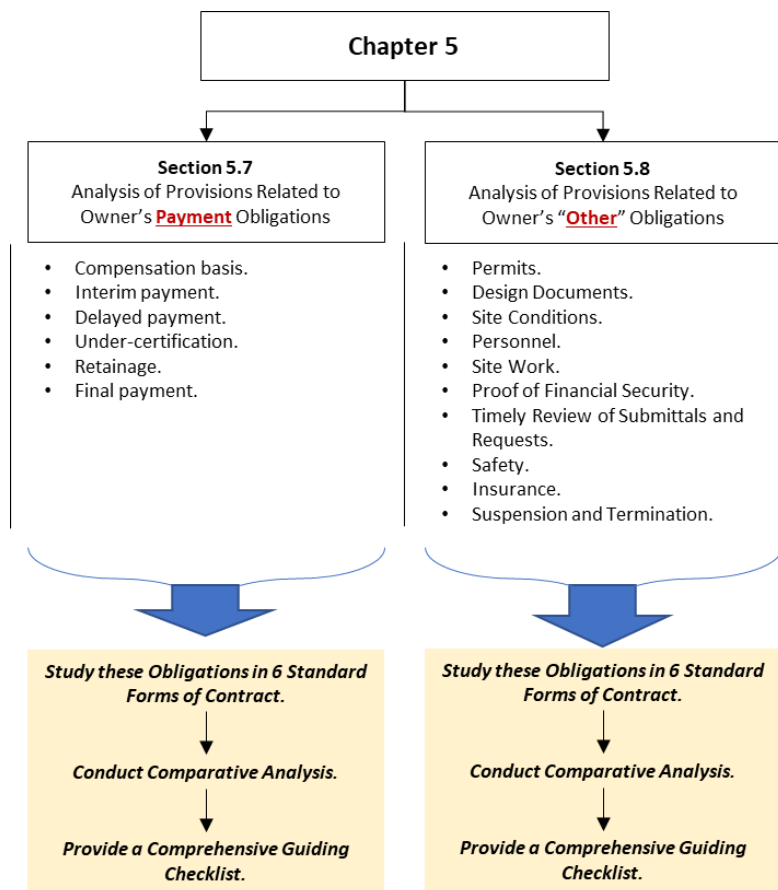 Chapter 5
Section 5.7
Analysis of Provisions Related to
Owner’s Payment Obligations
• Compensation basis.
• Interim payment.
• Delayed payment.
• Under-certification.
• Retainage.
• Final payment.
Study these Obligations in 6 Standard
Forms of Contract.
Conduct Comparative Analysis.
Provide a Comprehensive Guiding
Checklist.
Section 5.8
Analysis of Provisions Related to
Owner’s “Other” Obligations
• Permits.
• Design Documents.
• Site Conditions.
• Personnel.
• Site Work.
• Proof of Financial Security.
• Timely Review of Submittals and
Requests.
• Safety.
• Insurance.
• Suspension and Termination.
Study these Obligations in 6 Standard
Forms of Contract.
Conduct Comparative Analysis.
Provide a Comprehensive Guiding
Checklist.